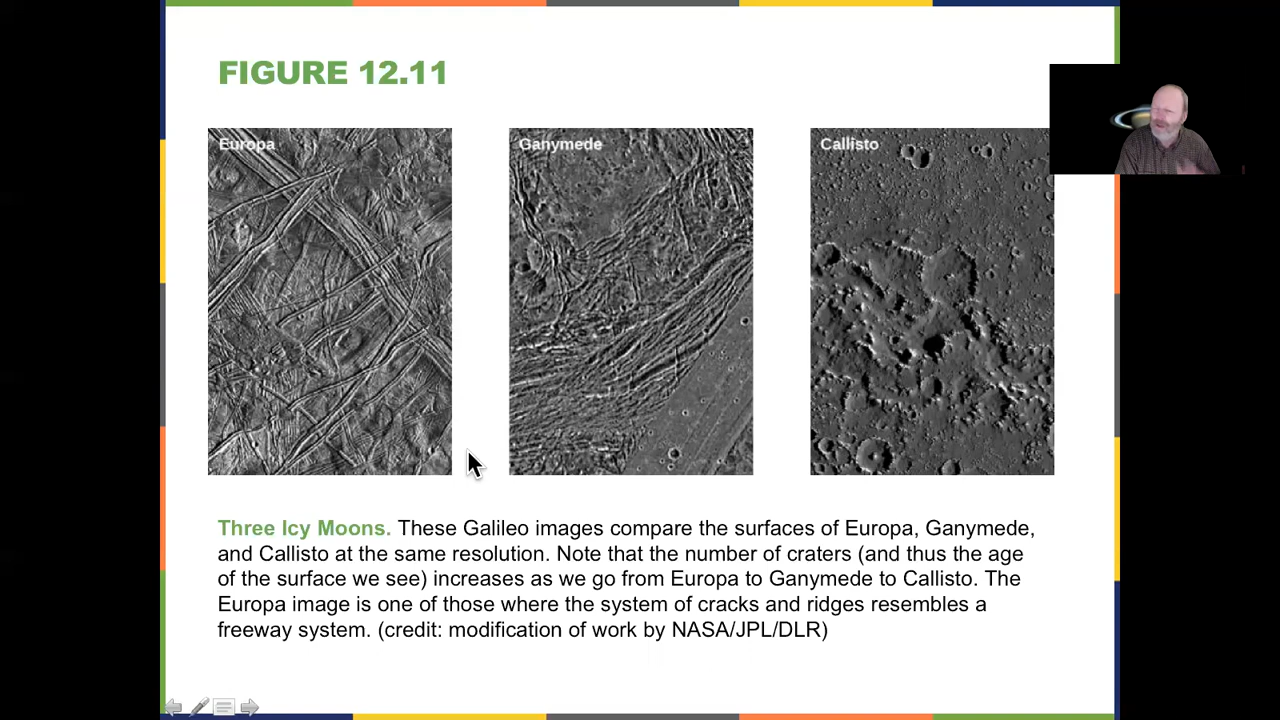 FIGURE 12.11
Europa
Ganymede
Callisto
Three Icy Moons. These Galileo images compare the surfaces of Europa, Ganymede,
and Callisto at the same resolution. Note that the number of craters (and thus the age
of the surface we see) increases as we go from Europa to Ganymede to Callisto. The
Europa image is one of those where the system of cracks and ridges resembles a
freeway system. (credit: modification of work by NASA/JPL/DLR)